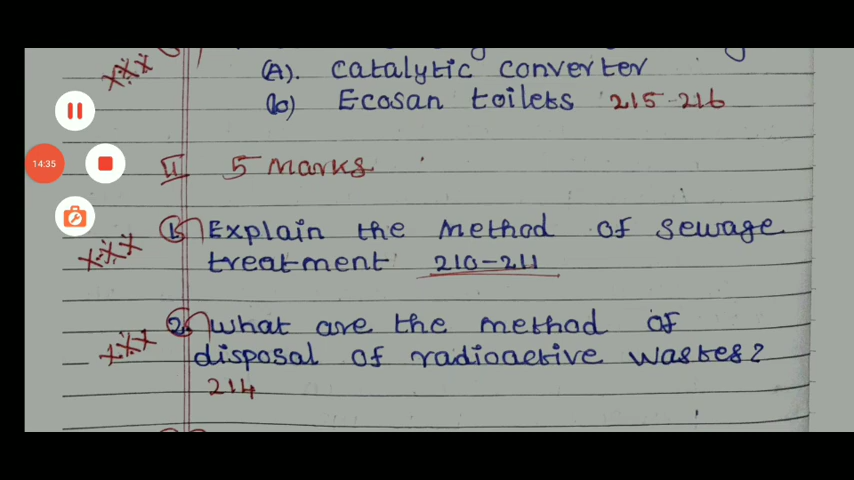 (A). catalytic converter
(b) Ecosan toilets 215-216
14:35
II 5 Marks
XXX 1. Explain the method of sewage
treatment 210-211
XXX 2. what are the method of
disposal of radioactive wastes?
214